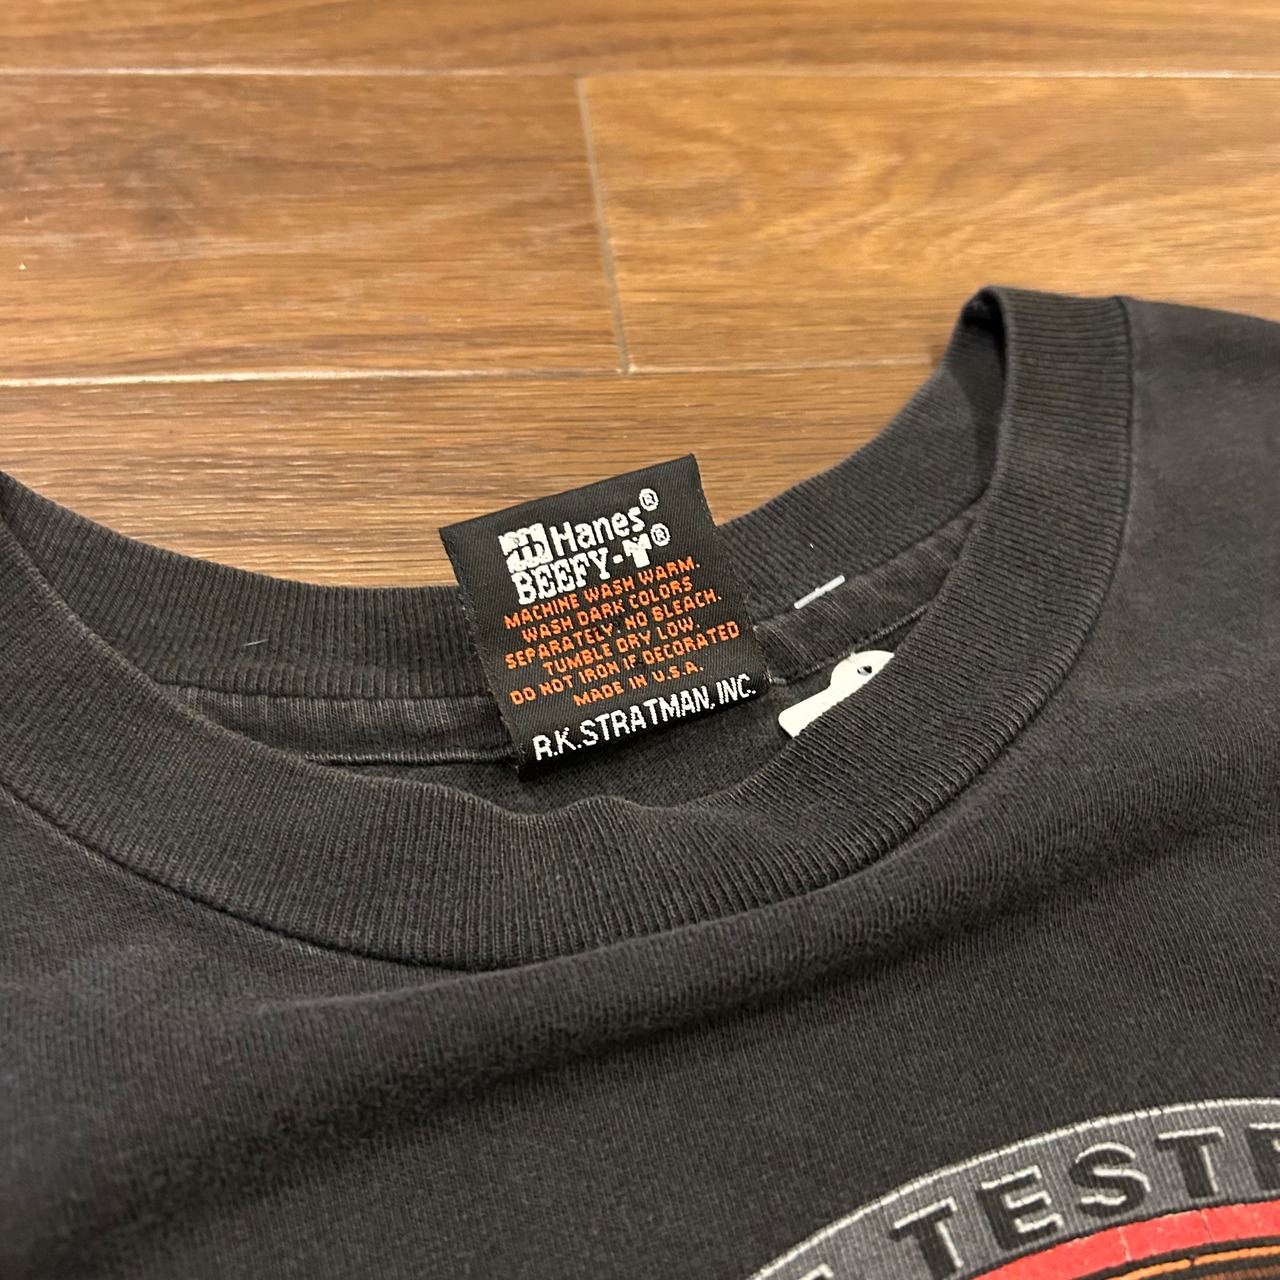 Hanes®
BEEFY-T®
MACHINE WASH WARM.
WASH DARK COLORS
SEPARATELY. NO BLEACH.
TUMBLE DRY LOW.
DO NOT IRON IF DECORATED
MADE IN U.S.A.
R.K. STRATMAN, INC.